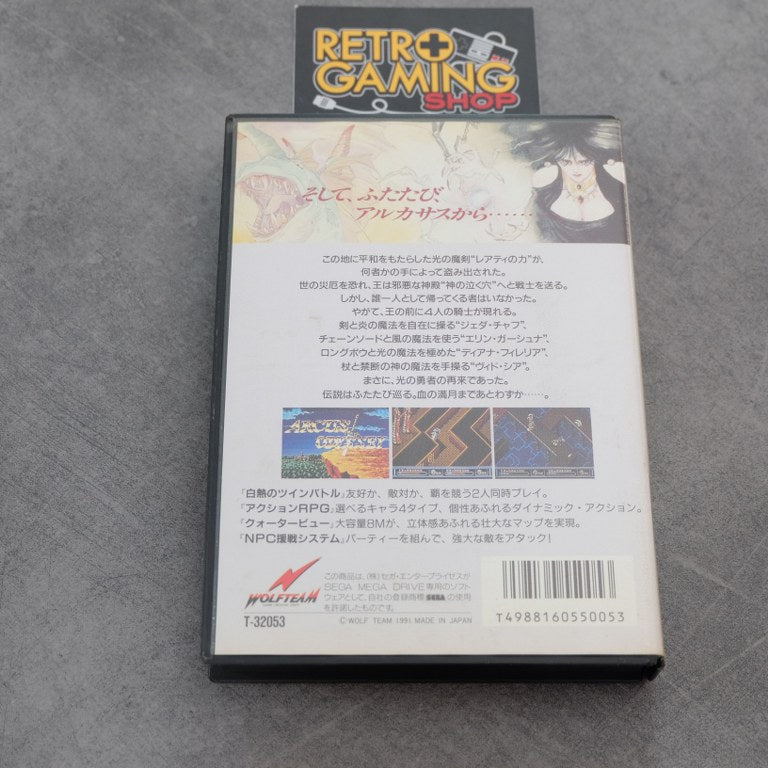 RETRO
GAMING
SHOP
そして、ふたたび、
アルカサスから……
この地に平和をもたらした光の魔剣“レアティの力”が、
何者かの手によって盗み出された。
世の災厄を恐れ、王は邪悪な神殿“神の泣く穴”へと戦士を送る。
しかし、誰一人として帰ってくる者はいなかった。
やがて、王の前に4人の騎士が現れる。
剣と炎の魔法を自在に操る“ジェダ・チャフ”、
チェーンソードと風の魔法を使う“エリン・ガーシュナ”、
ロングボウと光の魔法を極めた“ディアナ・フィレリア”、
杖と禁断の神の魔法を手操る“ヴィド・シア”。
まさに、光の勇者の再来であった。
伝説はふたたび巡る。血の満月まであとわずか……。
ARCUS
ODYSSEY
『白熱のツインバトル』友好か、敵対か、覇を競う2人同時プレイ。
『アクションRPG』選べるキャラ4タイプ、個性あふれるダイナミック・アクション。
『クォータービュー』大容量8Mが、立体感あふれる壮大なマップを実現。
『NPC援戦システム』パーティーを組んで、強大な敵をアタック!
WOLFTEAM
T-32053
この商品は、(株)セガ・エンタープライゼスが
SEGA MEGA DRIVE専用のソフト
ウェアとして、自社の登録商標SEGAの使用
を許諾したものです。
©WOLF TEAM 1991 MADE IN JAPAN
T4988160550053